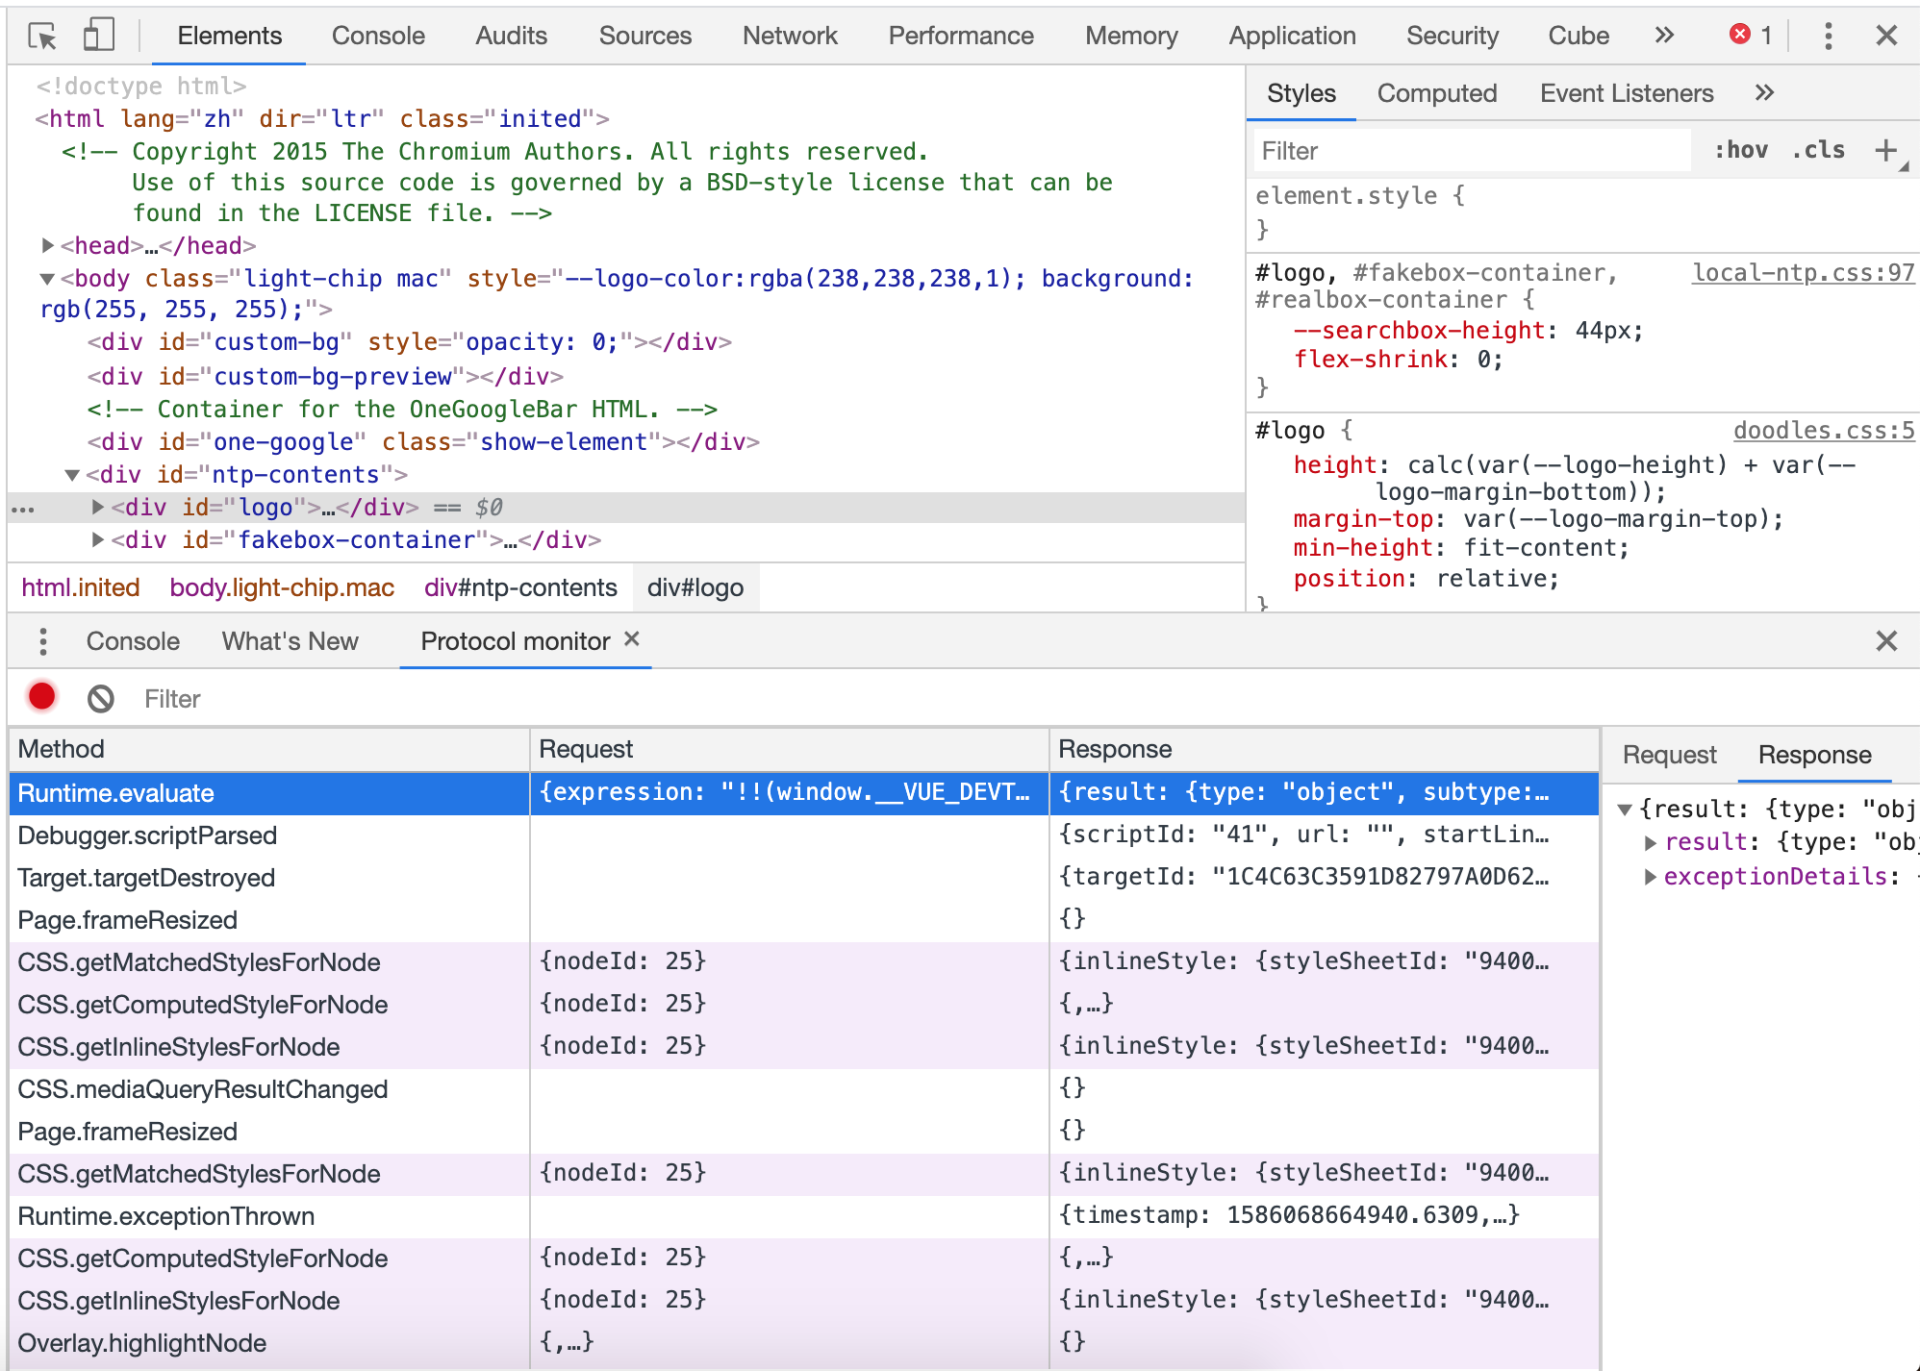 Elements Console Audits Sources Network Performance Memory Application Security Cube » 1
<!doctype html>
<html lang="zh" dir="ltr" class="inited">
<!-- Copyright 2015 The Chromium Authors. All rights reserved.
Use of this source code is governed by a BSD-style license that can be
found in the LICENSE file. -->
<head>…</head>
<body class="light-chip mac" style="--logo-color:rgba(238,238,238,1); background:
rgb(255, 255, 255);">
<div id="custom-bg" style="opacity: 0;"></div>
<div id="custom-bg-preview"></div>
<!-- Container for the OneGoogleBar HTML. -->
<div id="one-google" class="show-element"></div>
<div id="ntp-contents">
… <div id="logo">…</div> == $0
<div id="fakebox-container">…</div>
html.inited body.light-chip.mac div#ntp-contents div#logo
Styles Computed Event Listeners »
Filter :hov .cls +
element.style {
}
#logo, #fakebox-container, local-ntp.css:97
#realbox-container {
--searchbox-height: 44px;
flex-shrink: 0;
}
#logo { doodles.css:5
height: calc(var(--logo-height) + var(--
logo-margin-bottom));
margin-top: var(--logo-margin-top);
min-height: fit-content;
position: relative;
}
Console What's New Protocol monitor ×
Filter
Method Request Response
Runtime.evaluate {expression: "!!(window.__VUE_DEVT… {result: {type: "object", subtype:…
Debugger.scriptParsed {scriptId: "41", url: "", startLin…
Target.targetDestroyed {targetId: "1C4C63C3591D82797A0D62…
Page.frameResized {}
CSS.getMatchedStylesForNode {nodeId: 25} {inlineStyle: {styleSheetId: "9400…
CSS.getComputedStyleForNode {nodeId: 25} {,…}
CSS.getInlineStylesForNode {nodeId: 25} {inlineStyle: {styleSheetId: "9400…
CSS.mediaQueryResultChanged {}
Page.frameResized {}
CSS.getMatchedStylesForNode {nodeId: 25} {inlineStyle: {styleSheetId: "9400…
Runtime.exceptionThrown {timestamp: 1586068664940.6309,…}
CSS.getComputedStyleForNode {nodeId: 25} {,…}
CSS.getInlineStylesForNode {nodeId: 25} {inlineStyle: {styleSheetId: "9400…
Overlay.highlightNode {,…} {}
Request Response
{result: {type: "obj
result: {type: "ob
exceptionDetails: